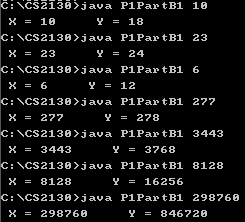 C:\CS2130>java P1PartB1 10
X = 10 Y = 18
C:\CS2130>java P1PartB1 23
X = 23 Y = 24
C:\CS2130>java P1PartB1 6
X = 6 Y = 12
C:\CS2130>java P1PartB1 277
X = 277 Y = 278
C:\CS2130>java P1PartB1 3443
X = 3443 Y = 3768
C:\CS2130>java P1PartB1 8128
X = 8128 Y = 16256
C:\CS2130>java P1PartB1 298760
X = 298760 Y = 846720